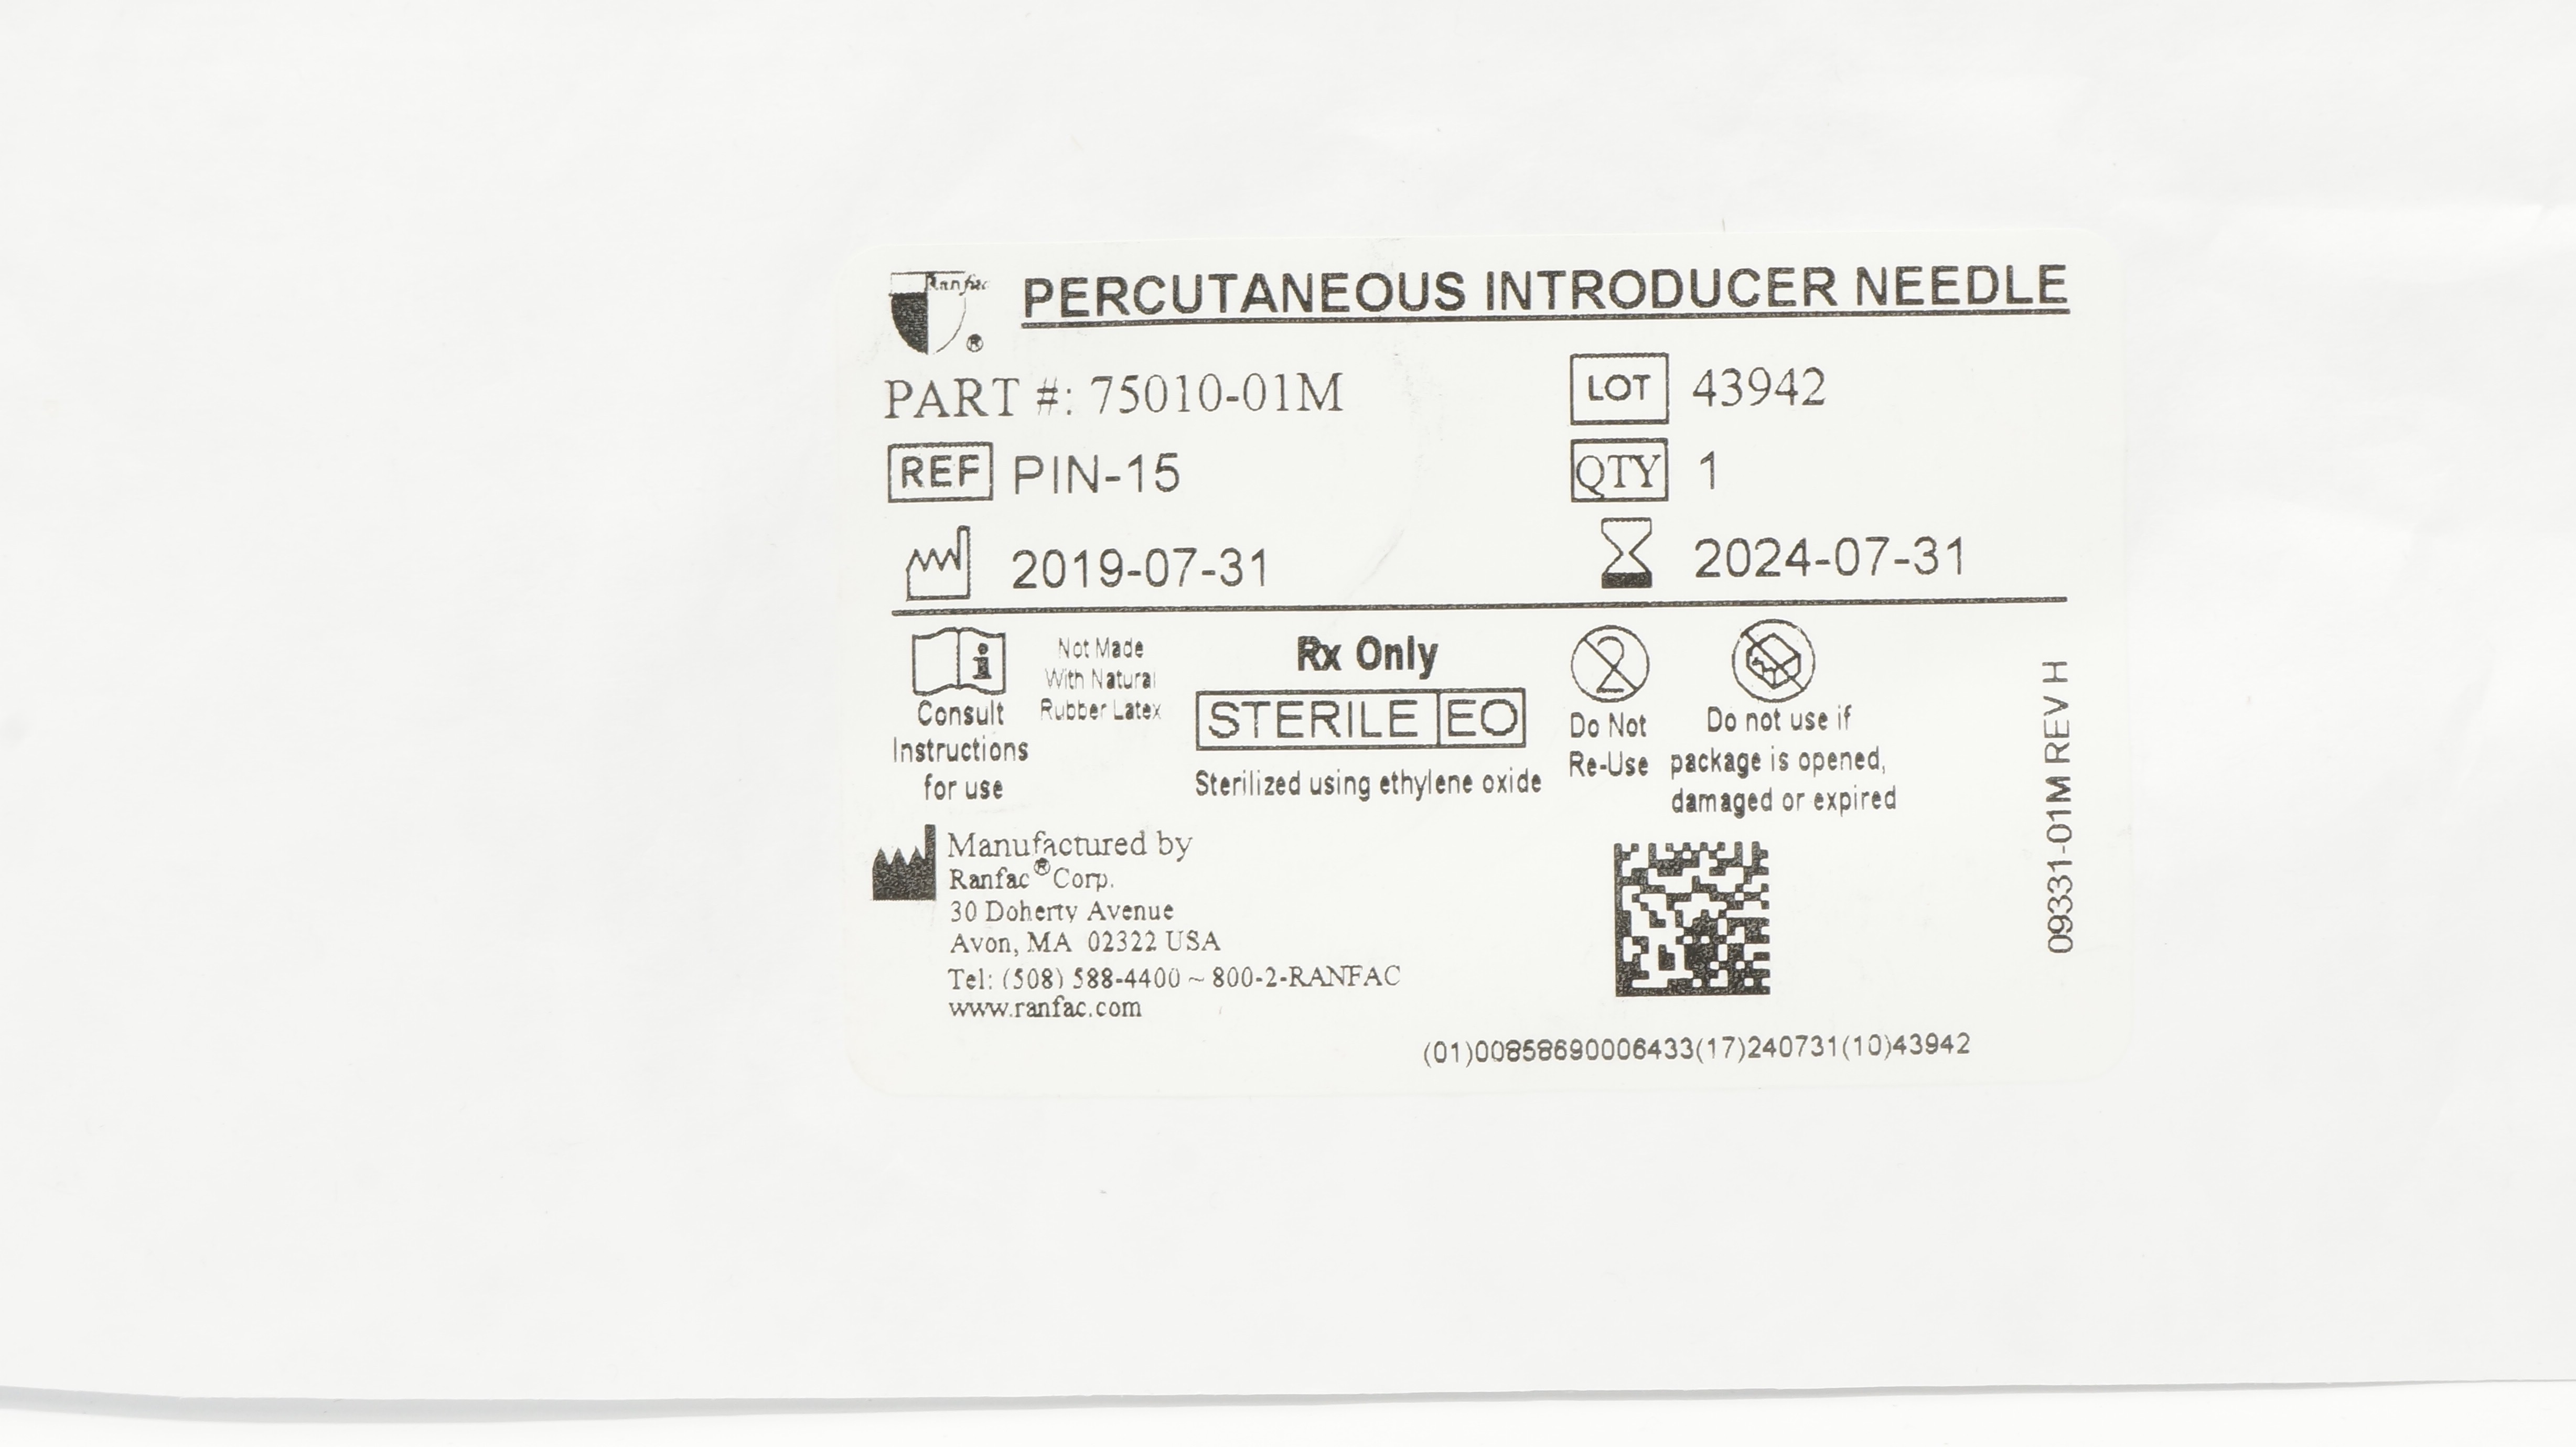 Ranfac ®
PERCUTANEOUS INTRODUCER NEEDLE
PART #: 75010-01M
LOT 43942
REF PIN-15
QTY 1
2019-07-31
2024-07-31
i
Consult
Instructions
for use
Not Made
With Natural
Rubber Latex
Rx Only
STERILE EO
Sterilized using ethylene oxide
2
Do Not
Re-Use
Do not use if
package is opened,
damaged or expired
Manufactured by
Ranfac® Corp.
30 Doherty Avenue
Avon, MA 02322 USA
Tel: (508) 588-4400 ~ 800-2-RANFAC
www.ranfac.com
(01)00858690006433(17)240731(10)43942
09331-01M REV H